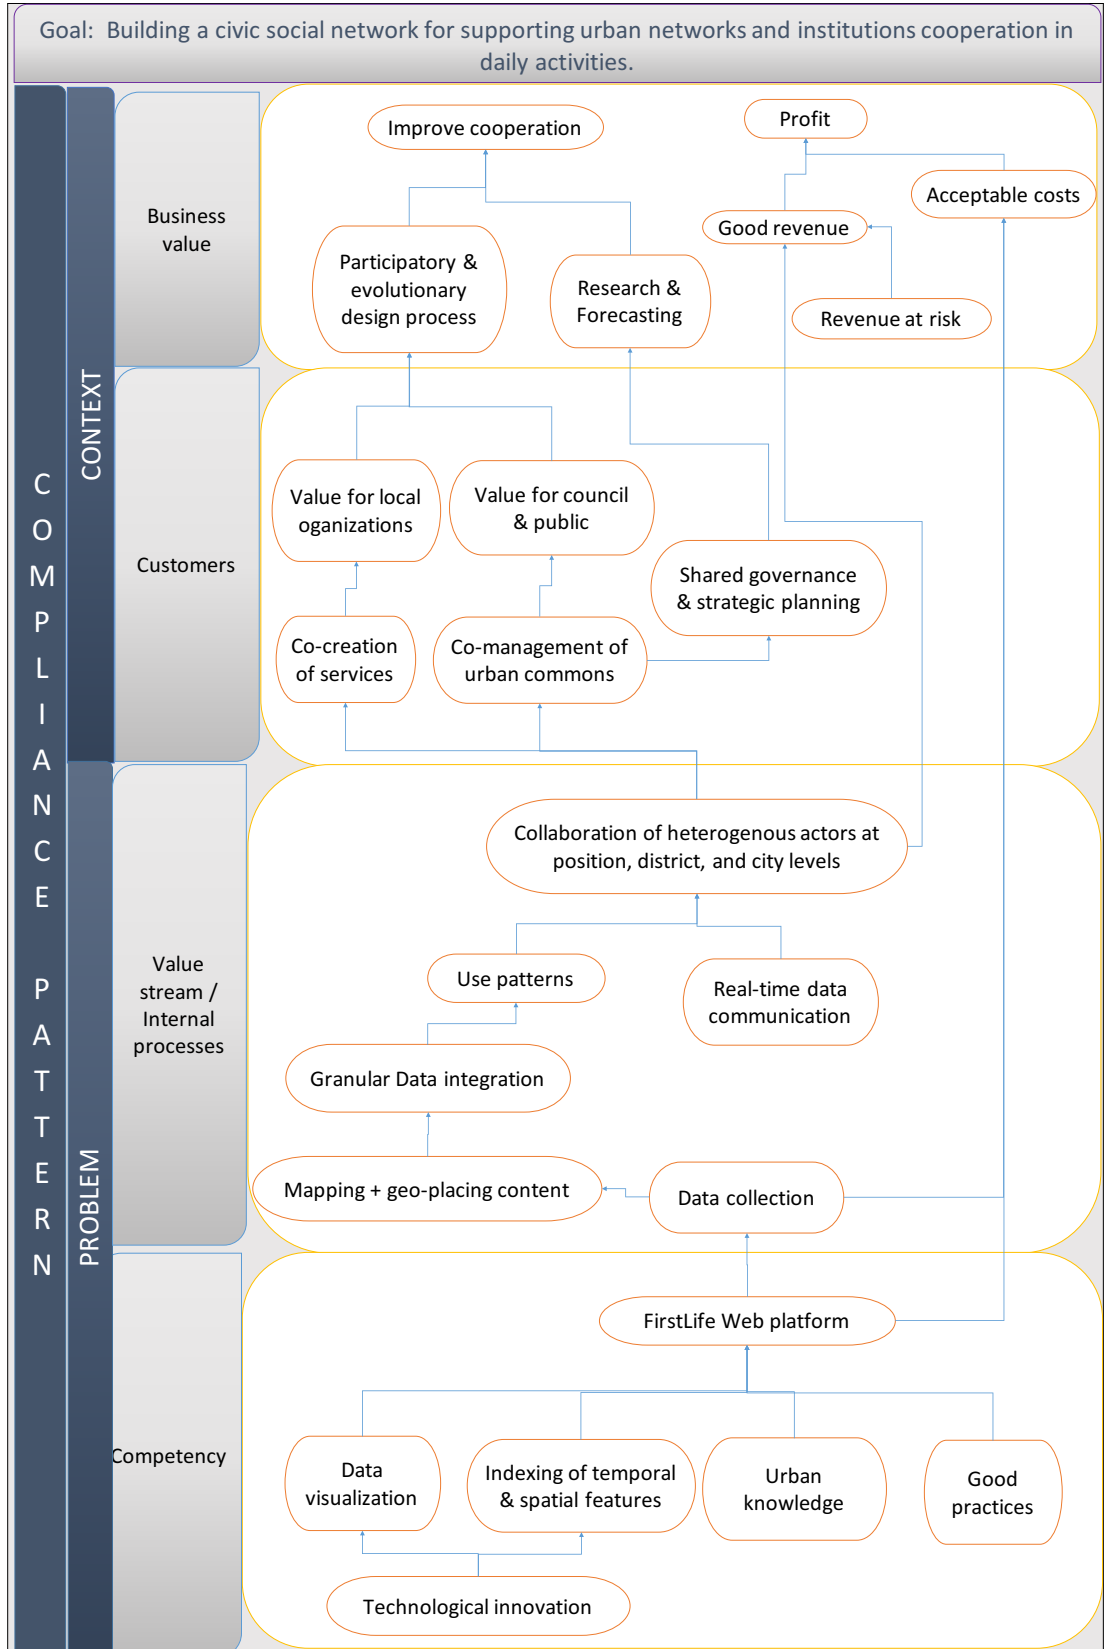 Goal:  Building a civic social network for supporting urban networks and institutions cooperation in
daily activities.
COMPLIANCE PATTERN
CONTEXT
Business
value
Improve cooperation
Profit
Acceptable costs
Good revenue
Participatory &
evolutionary
design process
Research &
Forecasting
Revenue at risk
Customers
Value for local
oganizations
Value for council
& public
Shared governance
& strategic planning
Co-creation
of services
Co-management of
urban commons
PROBLEM
Value
stream /
Internal
processes
Collaboration of heterogenous actors at
position, district, and city levels
Use patterns
Real-time data
communication
Granular Data integration
Mapping + geo-placing content
Data collection
Competency
FirstLife Web platform
Data
visualization
Indexing of temporal
& spatial features
Urban
knowledge
Good
practices
Technological innovation